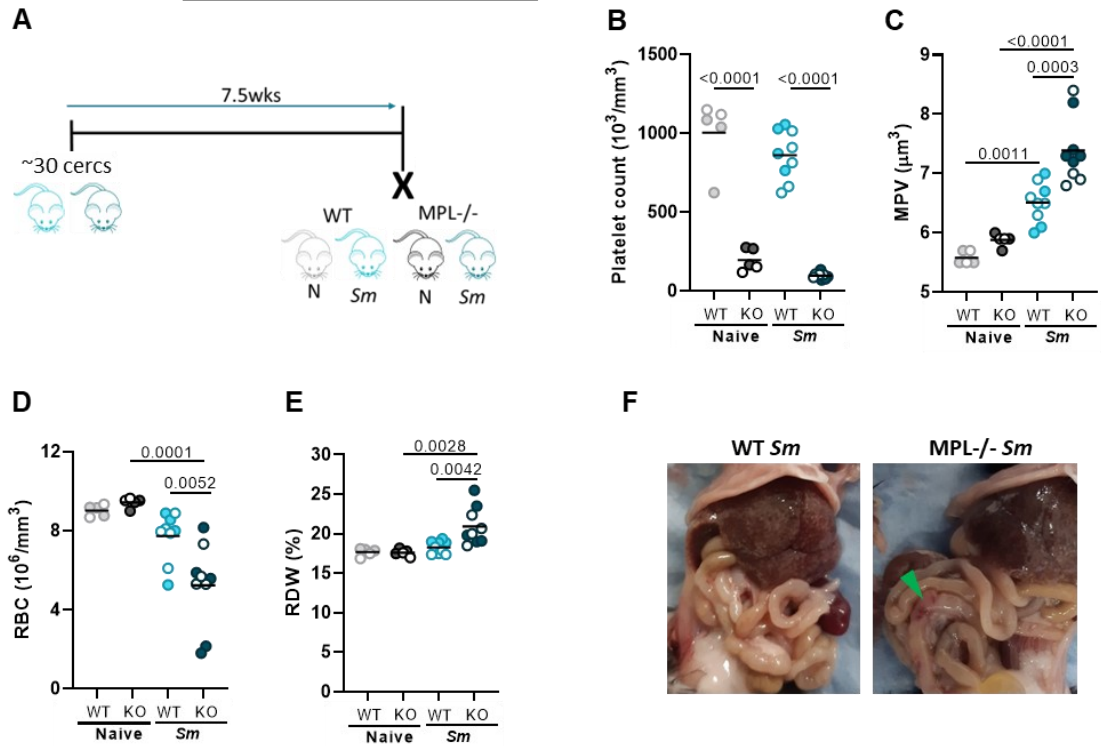 A
7.5wks
~30 cercs
X
WT MPL-/-
N Sm N Sm
B
Platelet count (10³/mm³)
1500
1000
500
0
<0.0001 <0.0001
WT KO WT KO
Naive Sm
C
MPV (µm³)
9
8
7
6
5
<0.0001
0.0003
0.0011
WT KO WT KO
Naive Sm
D
RBC (10⁶/mm³)
12
8
4
0
0.0001
0.0052
WT KO WT KO
Naive Sm
E
RDW (%)
30
25
20
15
10
5
0
0.0028
0.0042
WT KO WT KO
Naive Sm
F
WT Sm MPL-/- Sm